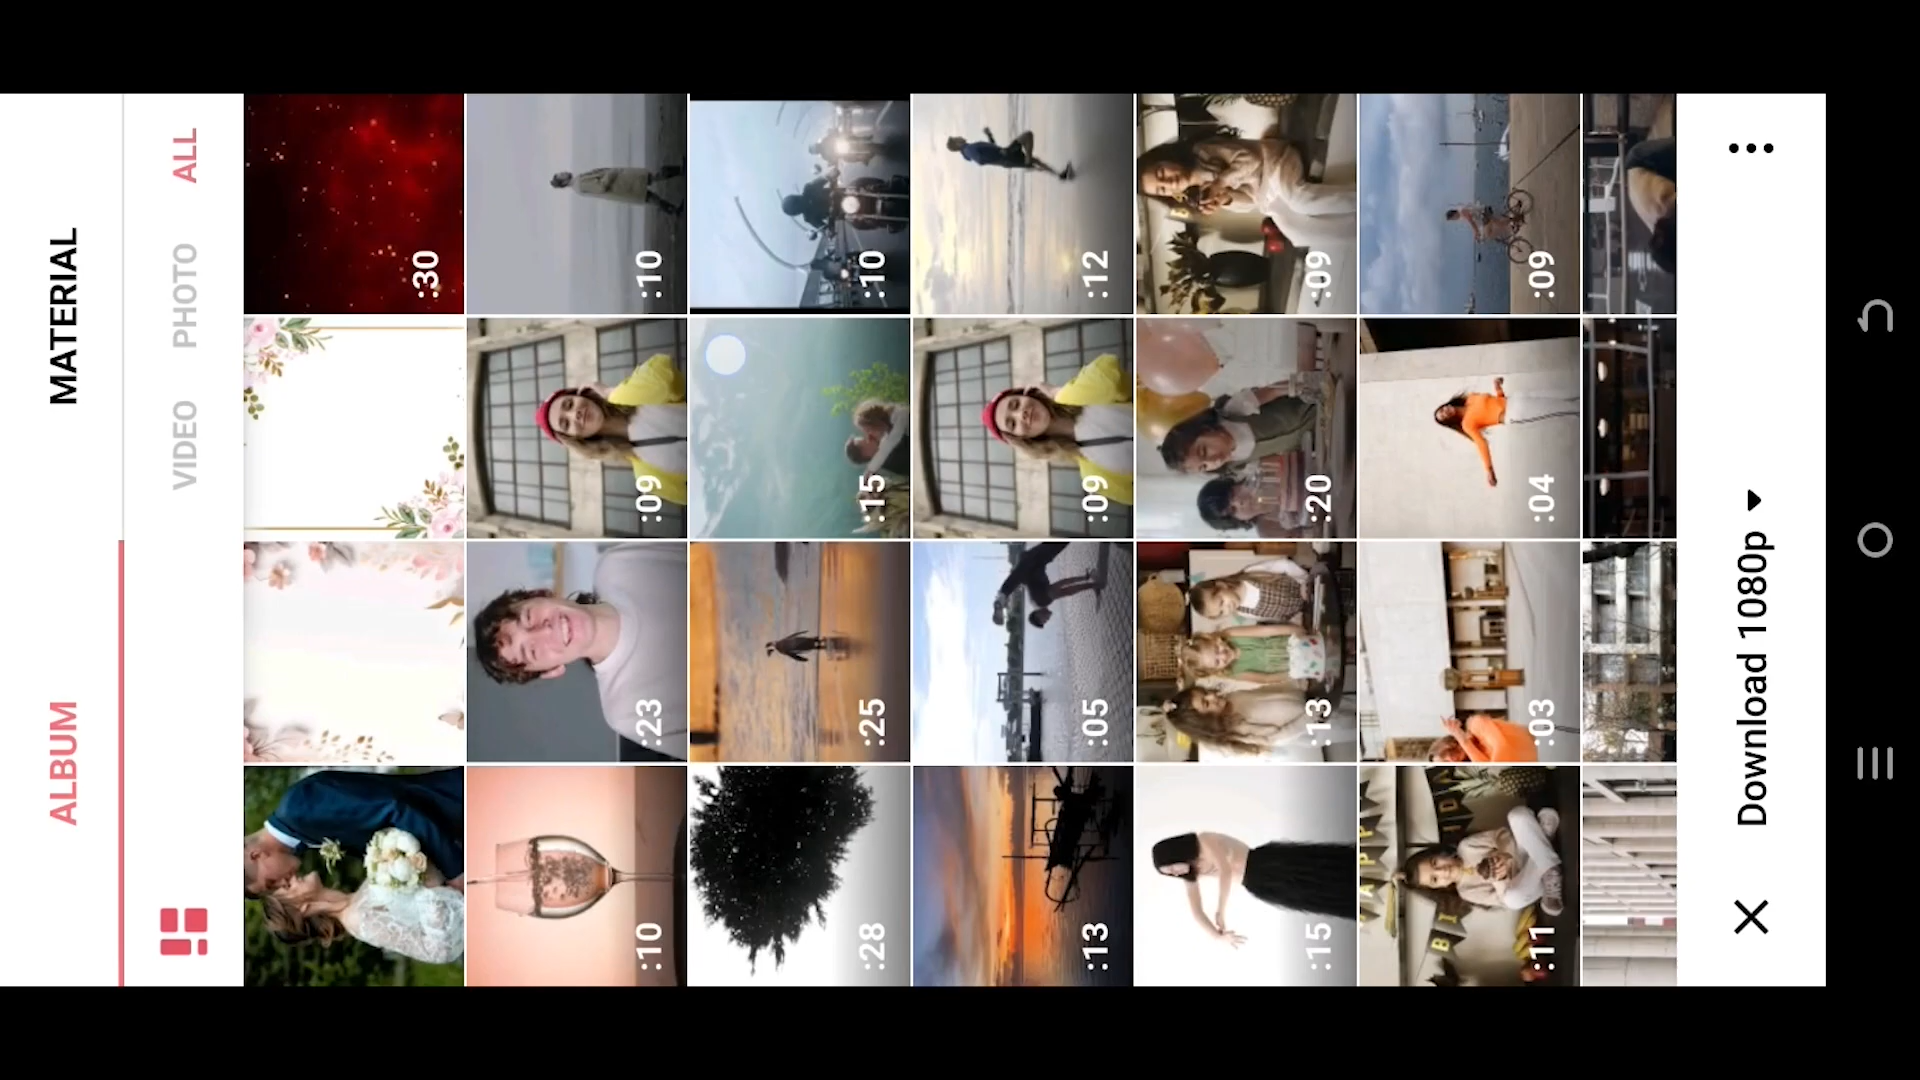 ALBUM MATERIAL
VIDEO PHOTO ALL
:30
:10 :23 :09 :10
:28 :25 :15 :10
:13 :05 :09 :12
:15 :13 :20 :09
:11 :03 :04 :09
Download 1080p